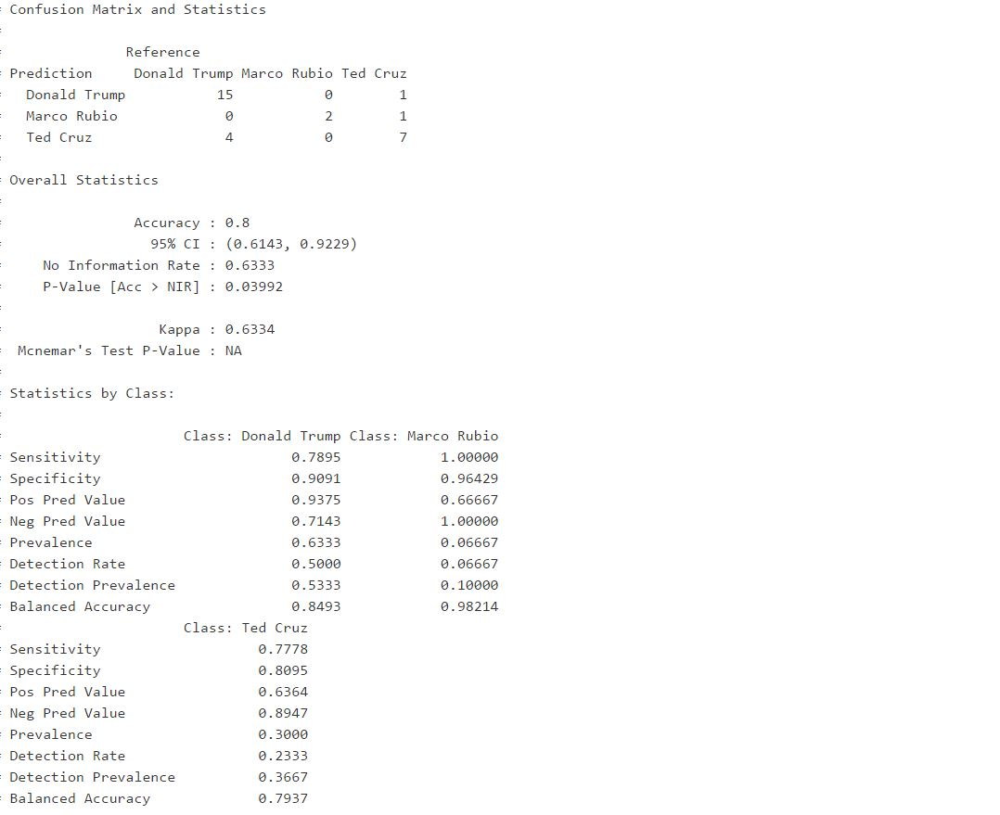 Confusion Matrix and Statistics
Reference
Prediction Donald Trump Marco Rubio Ted Cruz
Donald Trump 15 0 1
Marco Rubio 0 2 1
Ted Cruz 4 0 7
Overall Statistics
Accuracy : 0.8
95% CI : (0.6143, 0.9229)
No Information Rate : 0.6333
P-Value [Acc > NIR] : 0.03992
Kappa : 0.6334
Mcnemar's Test P-Value : NA
Statistics by Class:
Class: Donald Trump Class: Marco Rubio
Sensitivity 0.7895 1.00000
Specificity 0.9091 0.96429
Pos Pred Value 0.9375 0.66667
Neg Pred Value 0.7143 1.00000
Prevalence 0.6333 0.06667
Detection Rate 0.5000 0.06667
Detection Prevalence 0.5333 0.10000
Balanced Accuracy 0.8493 0.98214
Class: Ted Cruz
Sensitivity 0.7778
Specificity 0.8095
Pos Pred Value 0.6364
Neg Pred Value 0.8947
Prevalence 0.3000
Detection Rate 0.2333
Detection Prevalence 0.3667
Balanced Accuracy 0.7937